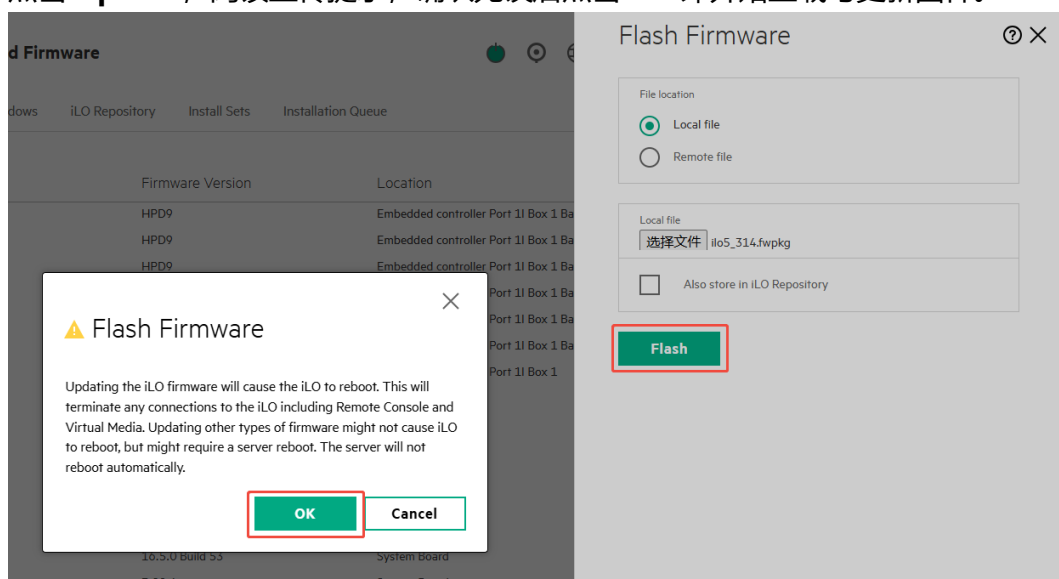 d Firmware
Flash Firmware
dows iLO Repository Install Sets Installation Queue
File location
Local file
Remote file
Firmware Version Location
HPD9 Embedded controller Port 1I Box 1 Ba
HPD9 Embedded controller Port 1I Box 1 Ba
HPD9 Embedded controller Port 1I Box 1 Ba
Port 1I Box 1 Ba
Port 1I Box 1 Ba
Port 1I Box 1 Ba
Port 1I Box 1
Local file
选择文件 ilo5_314.fwpkg
Also store in iLO Repository
Flash
Flash Firmware
Updating the iLO firmware will cause the iLO to reboot. This will
terminate any connections to the iLO including Remote Console and
Virtual Media. Updating other types of firmware might not cause iLO
to reboot, but might require a server reboot. The server will not
reboot automatically.
OK Cancel
16.5.0 Build 53 System Board